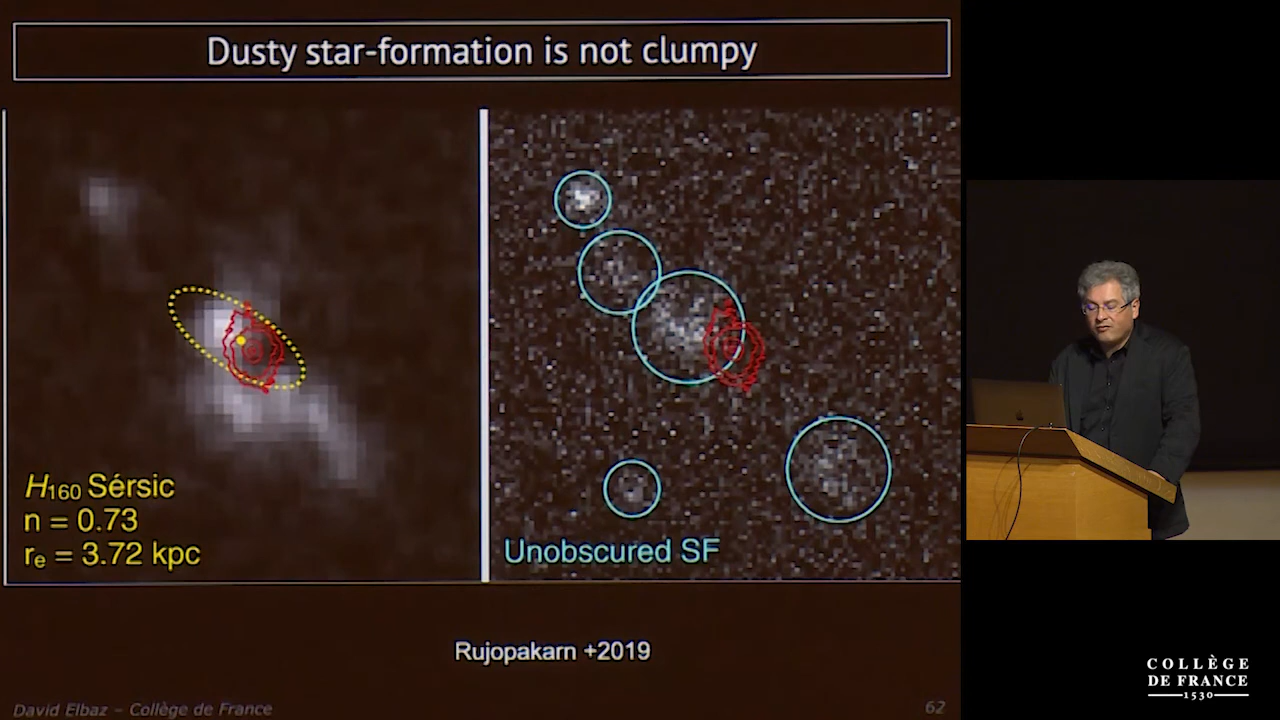 Dusty star-formation is not clumpy
H160 Sérsic
n = 0.73
re = 3.72 kpc
Unobscured SF
Rujopakarn +2019
David Elbaz – Collège de France
62
COLLÈGE
DE FRANCE
1530